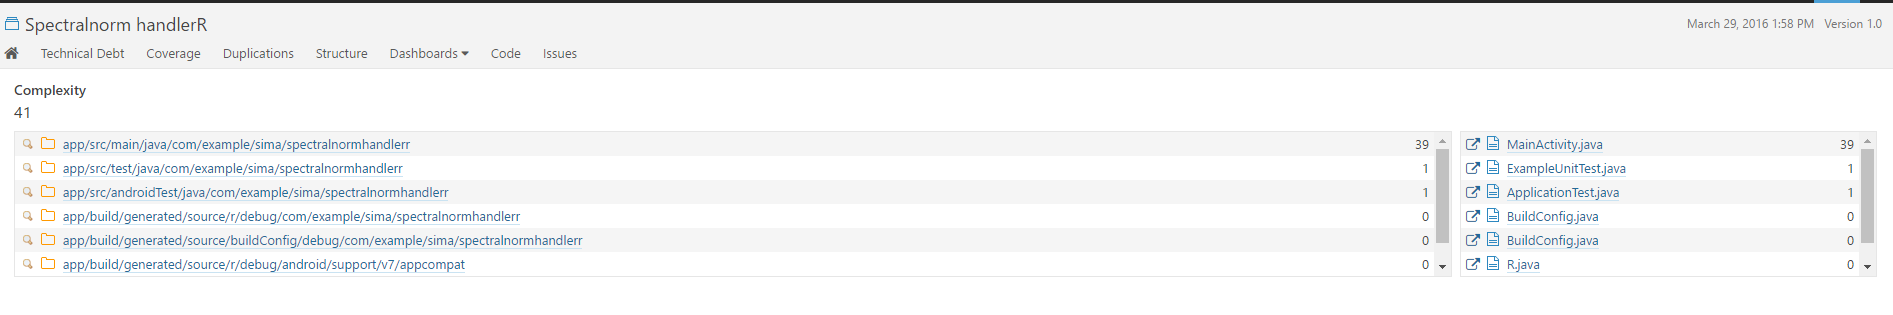 Spectralnorm handlerR
March 29, 2016 1:58 PM Version 1.0
Technical Debt Coverage Duplications Structure Dashboards Code Issues
Complexity
41
app/src/main/java/com/example/sima/spectralnormhandlerr 39
app/src/test/java/com/example/sima/spectralnormhandlerr 1
app/src/androidTest/java/com/example/sima/spectralnormhandlerr 1
app/build/generated/source/r/debug/com/example/sima/spectralnormhandlerr 0
app/build/generated/source/buildConfig/debug/com/example/sima/spectralnormhandlerr 0
app/build/generated/source/r/debug/android/support/v7/appcompat 0
MainActivity.java 39
ExampleUnitTest.java 1
ApplicationTest.java 1
BuildConfig.java 0
BuildConfig.java 0
R.java 0